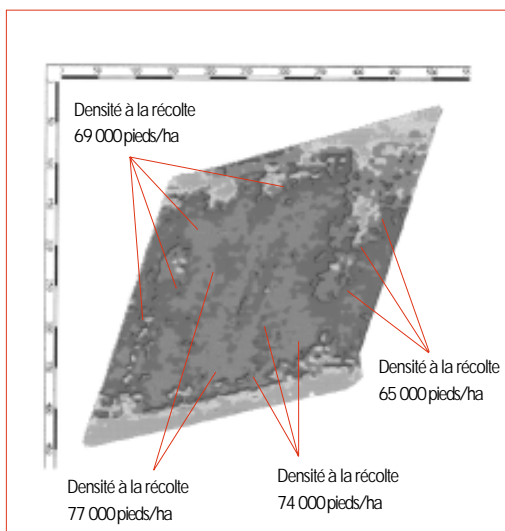 Densité à la récolte
69 000 pieds/ha
Densité à la récolte
65 000 pieds/ha
Densité à la récolte
77 000 pieds/ha
Densité à la récolte
74 000 pieds/ha